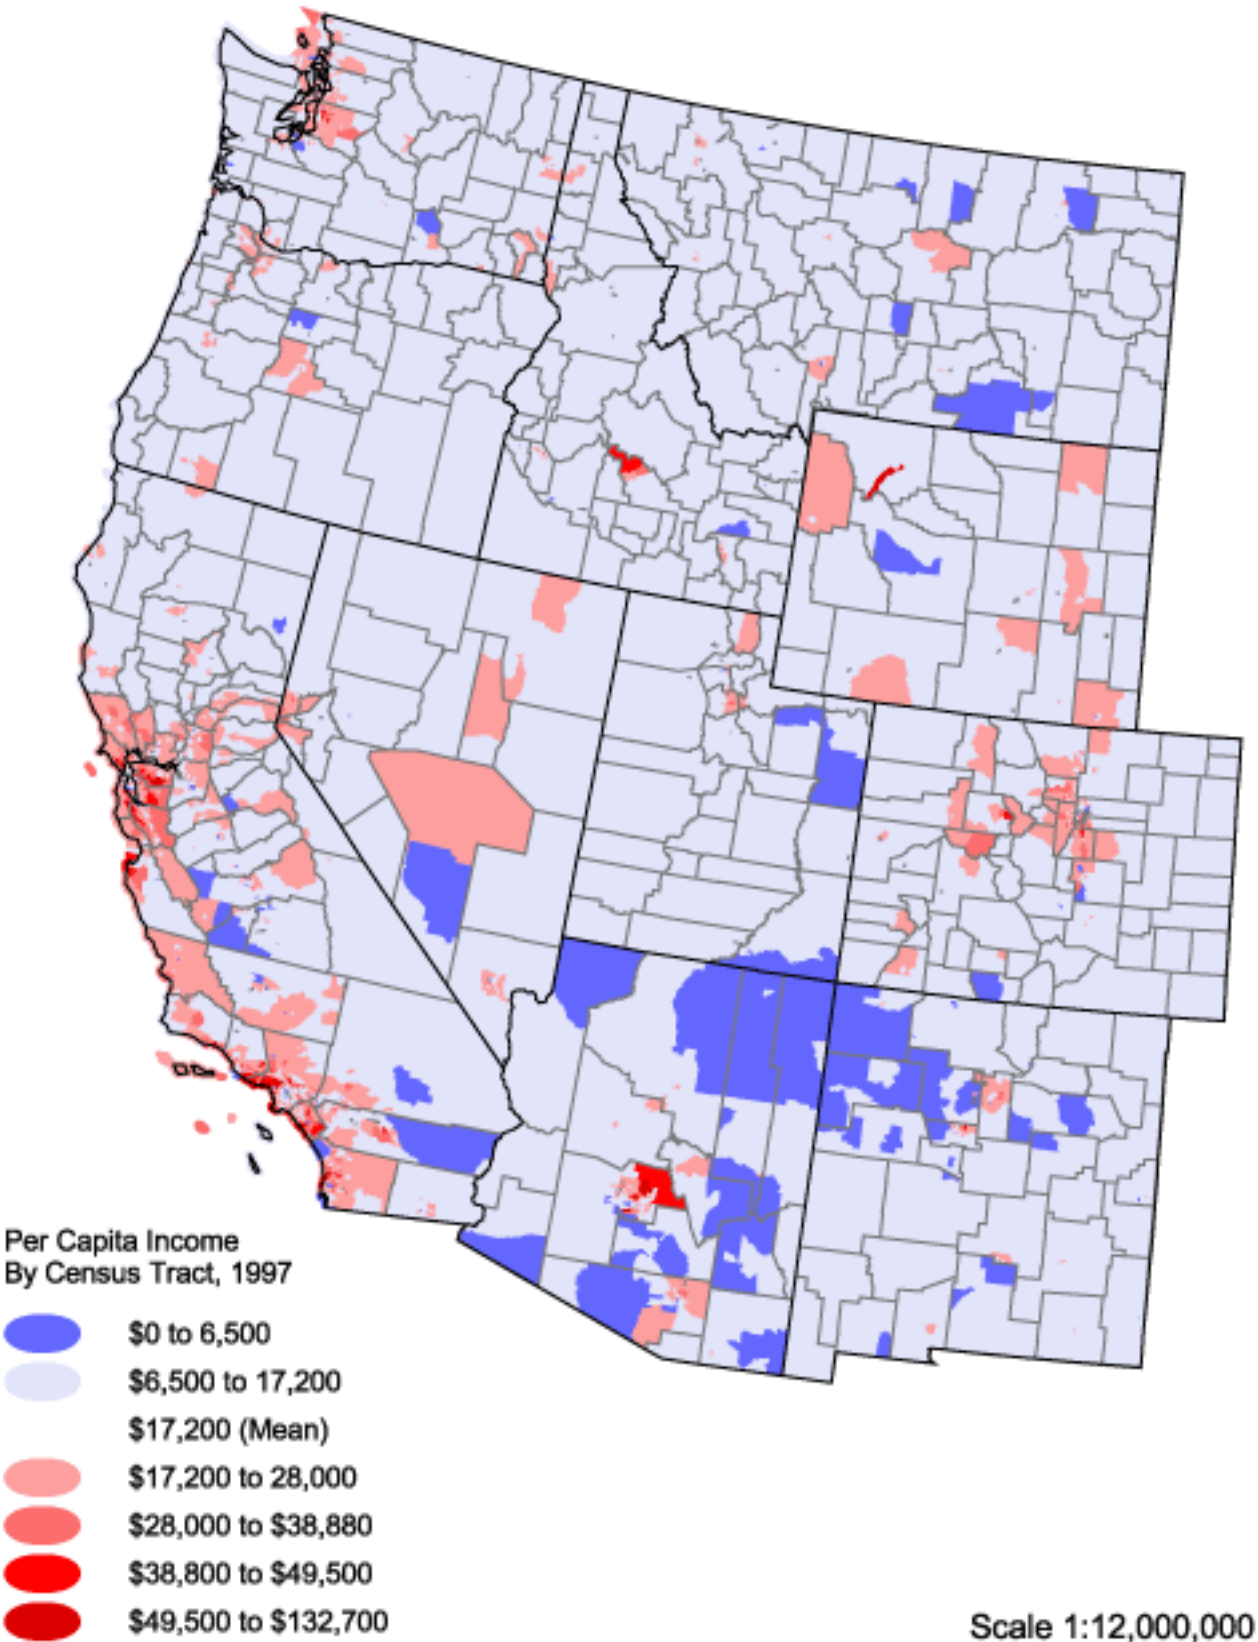 Per Capita Income
By Census Tract, 1997
$0 to 6,500
$6,500 to 17,200
$17,200 (Mean)
$17,200 to 28,000
$28,000 to $38,880
$38,800 to $49,500
$49,500 to $132,700
Scale 1:12,000,000